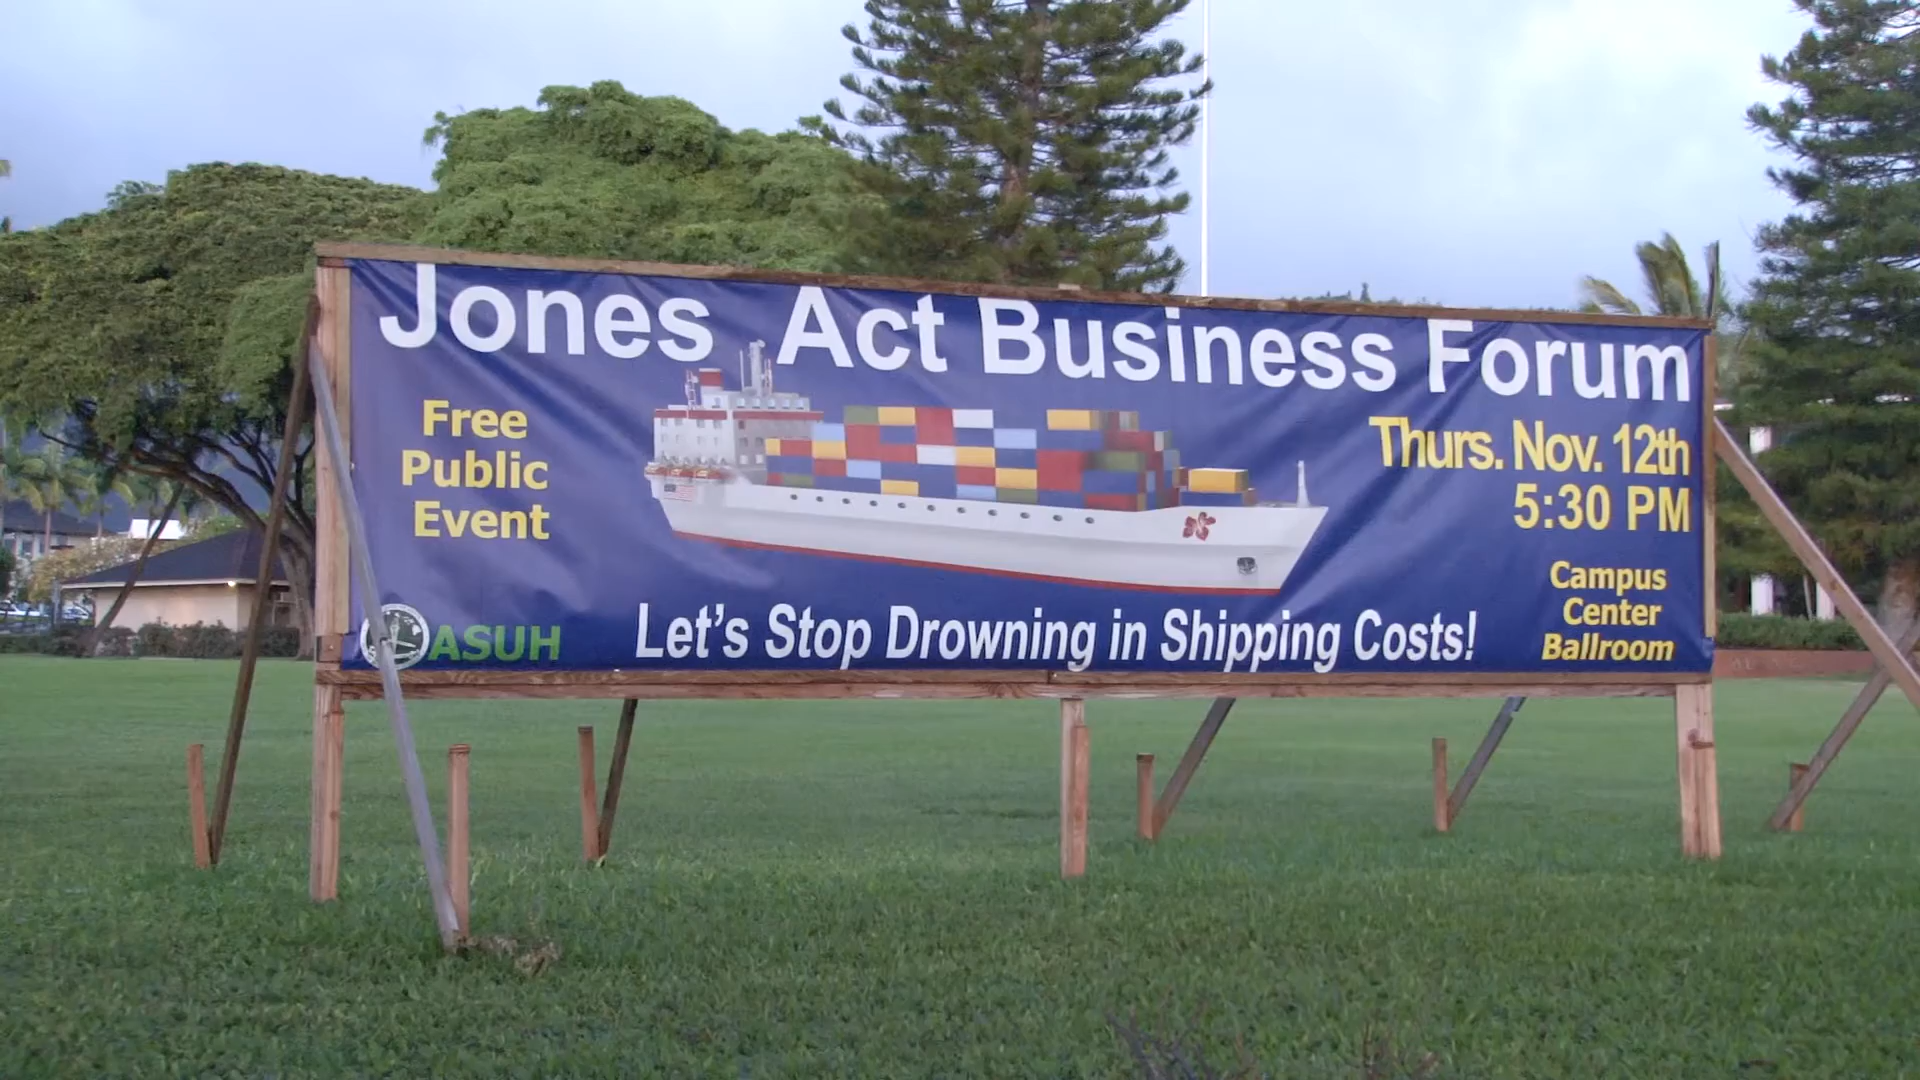 Jones Act Business Forum
Free
Public
Event
Thurs. Nov. 12th
5:30 PM
Campus
Center
Ballroom
ASUH
Let's Stop Drowning in Shipping Costs!